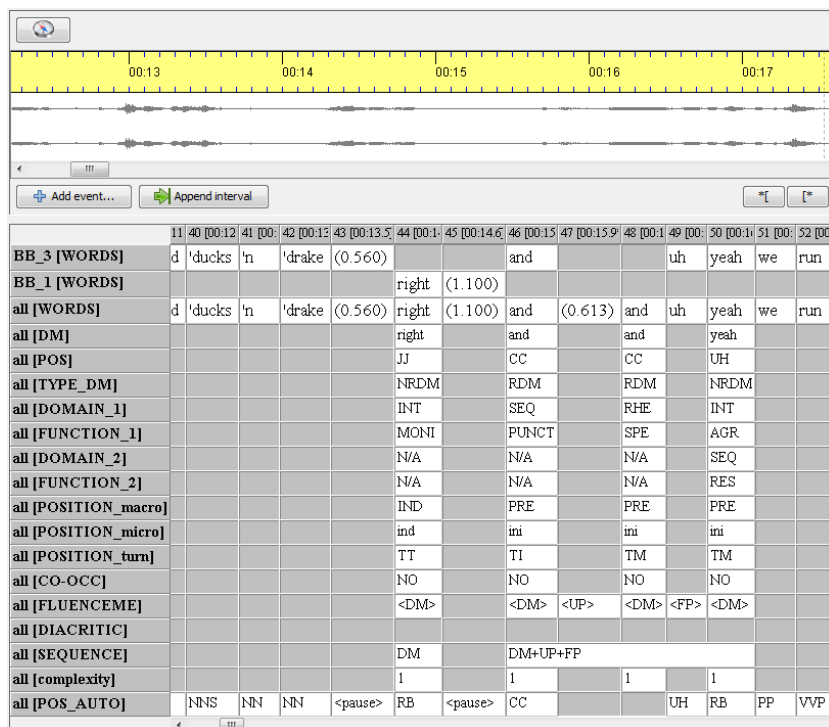 00:13 00:14 00:15 00:16 00:17
Add event... Append interval *[ [*
11 40 [00:12 41 [00: 42 [00:13 43 [00:13.5 44 [00:1 45 [00:14.6 46 [00:15 47 [00:15.9 48 [00:1 49 [00: 50 [00:1 51 [00: 52 [00
BB_3 [WORDS] d 'ducks 'n 'drake (0.560) and uh yeah we run
BB_1 [WORDS] right (1.100)
all [WORDS] d 'ducks 'n 'drake (0.560) right (1.100) and (0.613) and uh yeah we run
all [DM] right and and yeah
all [POS] JJ CC CC UH
all [TYPE_DM] NRDM RDM RDM NRDM
all [DOMAIN_1] INT SEQ RHE INT
all [FUNCTION_1] MONI PUNCT SPE AGR
all [DOMAIN_2] N/A N/A N/A SEQ
all [FUNCTION_2] N/A N/A N/A RES
all [POSITION_macro] IND PRE PRE PRE
all [POSITION_micro] ind ini ini ini
all [POSITION_turn] TT TI TM TM
all [CO-OCC] NO NO NO NO
all [FLUENCEME] <DM> <DM> <UP> <DM> <FP> <DM>
all [DIACRITIC]
all [SEQUENCE] DM DM+UP+FP
all [complexity] 1 1 1 1
all [POS_AUTO] NNS NN NN <pause> RB <pause> CC UH RB PP VVP